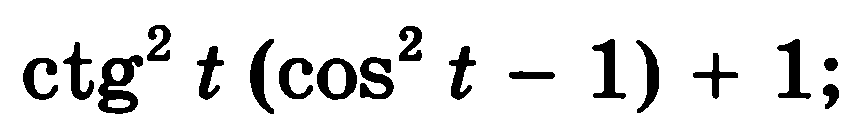 ctg² t (cos² t − 1) + 1;